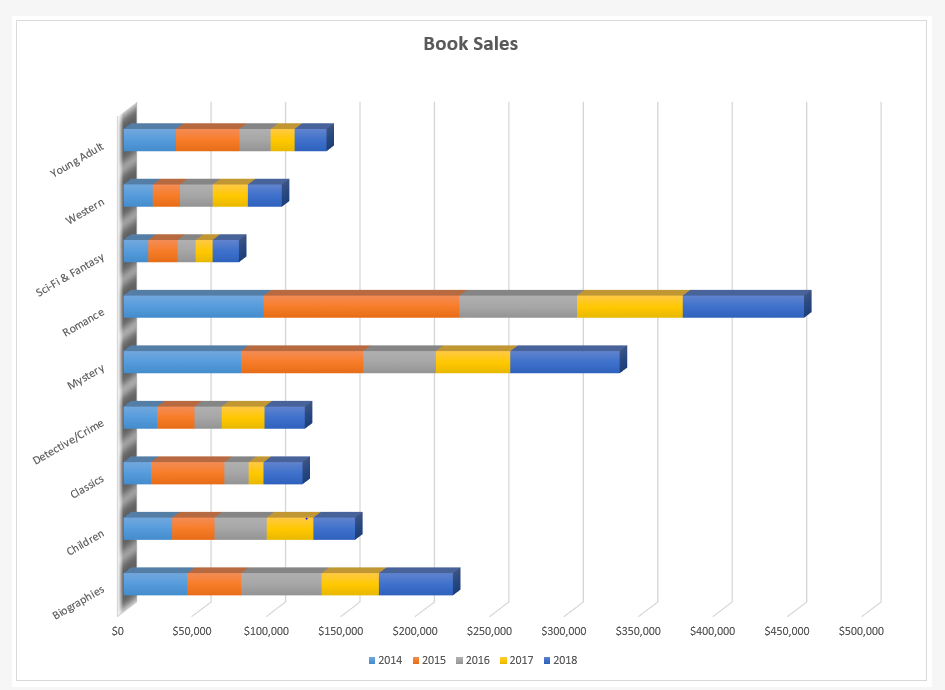 Book Sales
Young Adult
Western
Sci-Fi & Fantasy
Romance
Mystery
Detective/Crime
Classics
Children
Biographies
$0 $50,000 $100,000 $150,000 $200,000 $250,000 $300,000 $350,000 $400,000 $450,000 $500,000
2014 2015 2016 2017 2018